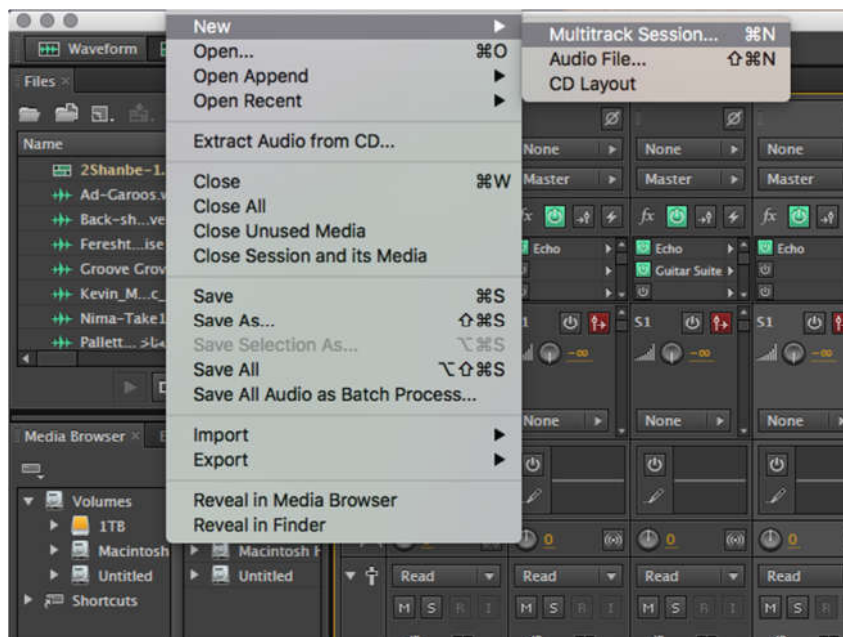 New
Open... ⌘O
Open Append
Open Recent
Extract Audio from CD...
Close ⌘W
Close All
Close Unused Media
Close Session and its Media
Save ⌘S
Save As... ⇧⌘S
Save Selection As... ⌥⌘S
Save All ⌥⇧⌘S
Save All Audio as Batch Process...
Import
Export
Reveal in Media Browser
Reveal in Finder
Multitrack Session... ⌘N
Audio File... ⇧⌘N
CD Layout
Waveform
Files ×
Name
2Shanbe-1.
Ad-Garoos.v
Back-sh...ve
Feresht...ise
Groove Grov
Kevin_M...c_
Nima-Take1
Pallett...
Media Browser ×
Volumes
1TB
Macintosh
Untitled
Shortcuts
Macintosh H
Untitled
None None None
Master Master Master
fx fx fx
Echo Echo Echo
Guitar Suite
S1 S1
-∞ -∞ -∞
None None None
0 0 0
Read Read Read Read
M S R I M S R I M S R I M S R